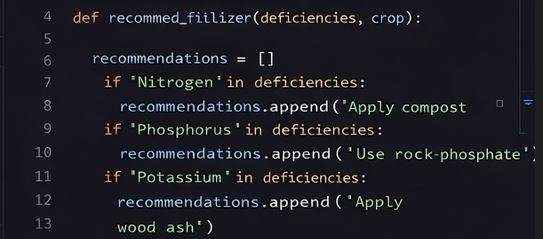 4 def recommed_fiilizer(deficiencies, crop):
5
6 recommendations = []
7 if "Nitrogen' in deficiencies:
8 recommendations.append('Apply compost
9 if "Phosphorus' in deficiencies:
10 recommendations.append('Use rock-phosphate')
11 if "Potassium' in deficiencies:
12 recommendations.append('Apply
13 wood ash')